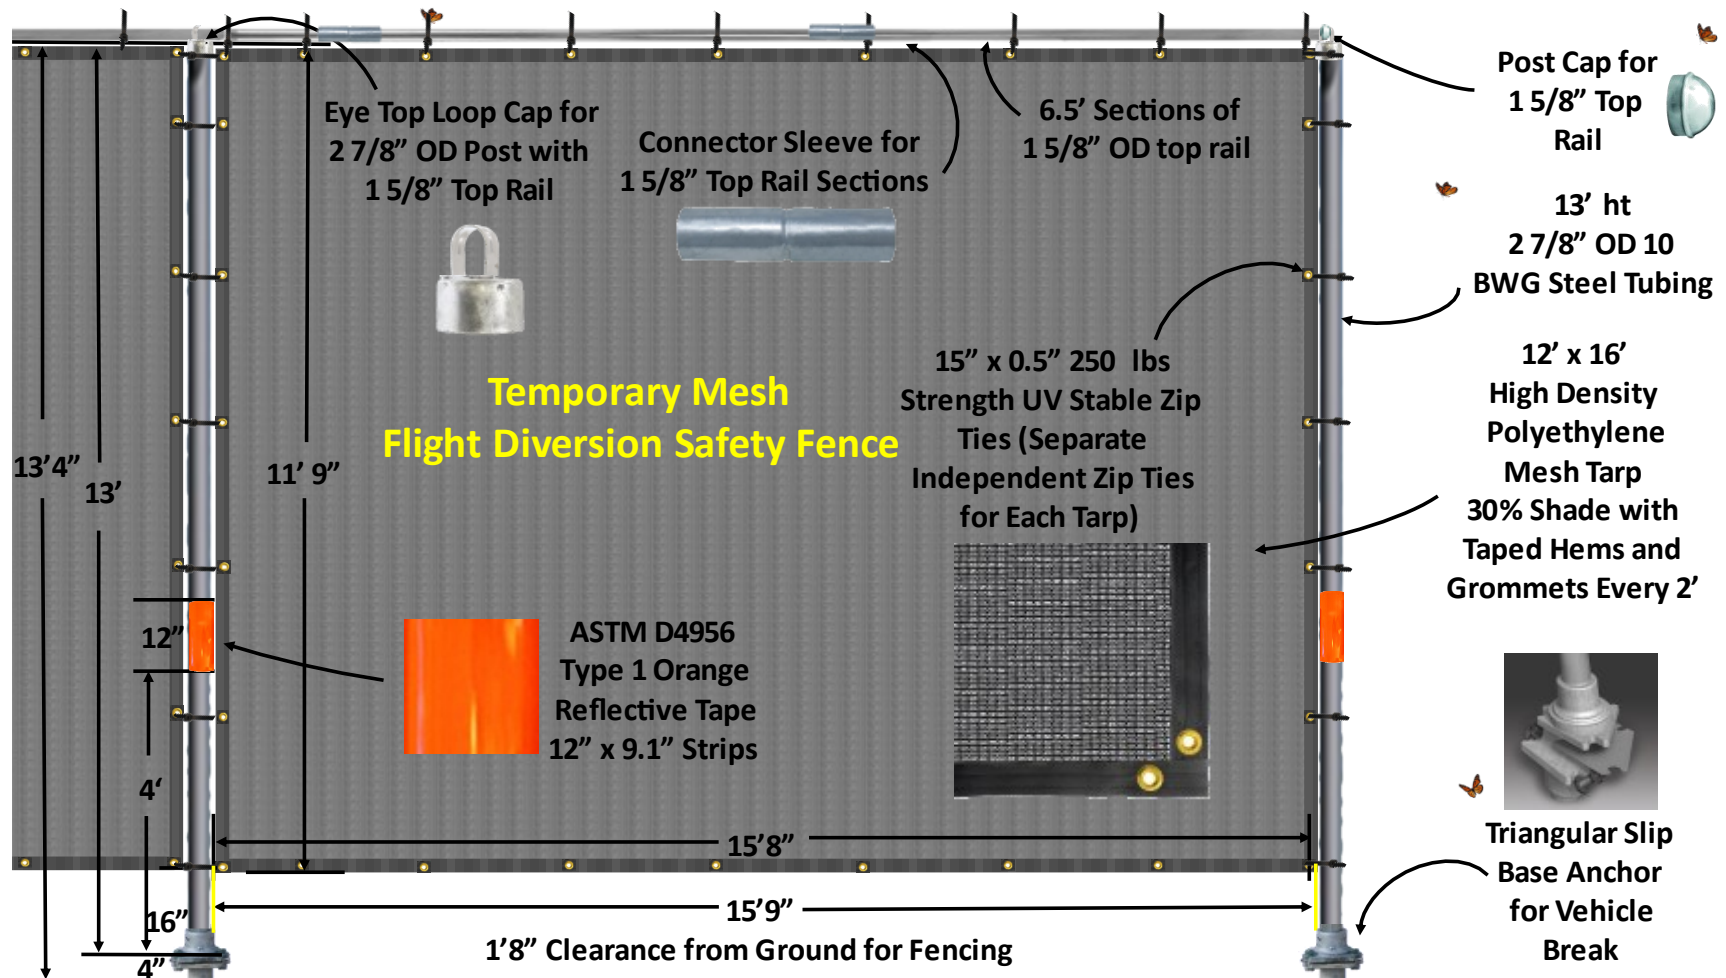 Eye Top Loop Cap for
2 7/8” OD Post with
1 5/8” Top Rail
Connector Sleeve for
1 5/8” Top Rail Sections
6.5’ Sections of
1 5/8” OD top rail
Post Cap for
1 5/8” Top
Rail
13’ ht
2 7/8” OD 10
BWG Steel Tubing
15” x 0.5” 250 lbs
Strength UV Stable Zip
Ties (Separate
Independent Zip Ties
for Each Tarp)
12’ x 16’
High Density
Polyethylene
Mesh Tarp
30% Shade with
Taped Hems and
Grommets Every 2’
Temporary Mesh
Flight Diversion Safety Fence
13’4”
13’
11’ 9”
12”
ASTM D4956
Type 1 Orange
Reflective Tape
12” x 9.1” Strips
4‘
15’8”
Triangular Slip
Base Anchor
for Vehicle
Break
16”
15’9”
1’8” Clearance from Ground for Fencing
4”